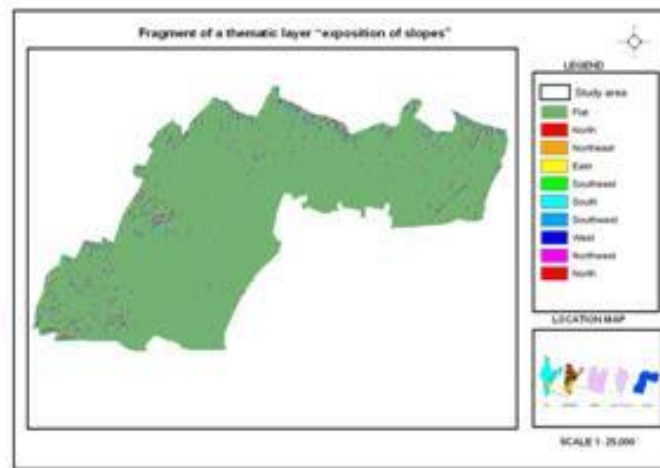 Fragment of a thematic layer "exposition of slopes"
LEGEND
Study area
Flat
North
Northeast
East
Southeast
South
Southwest
West
Northwest
North
LOCATION MAP
SCALE 1: 25,000